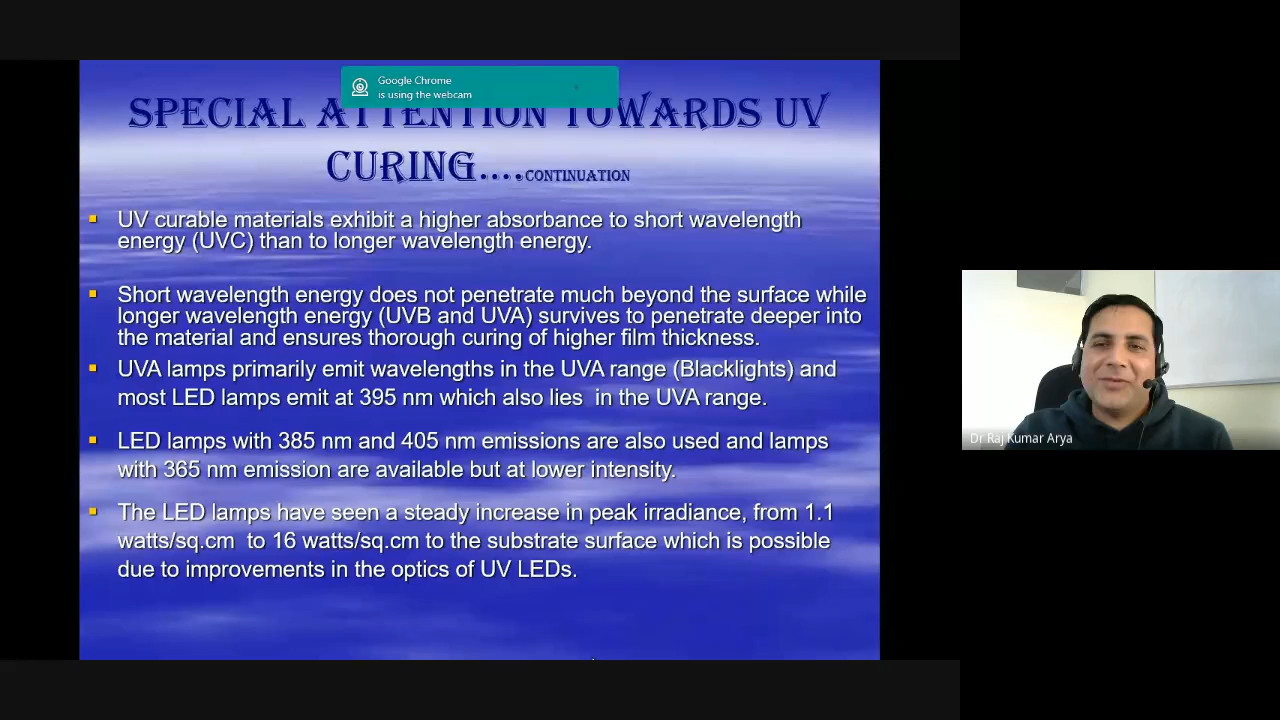 Google Chrome
is using the webcam
SPECIAL ATTENTION TOWARDS UV
CURING....CONTINUATION
UV curable materials exhibit a higher absorbance to short wavelength
energy (UVC) than to longer wavelength energy.
Short wavelength energy does not penetrate much beyond the surface while
longer wavelength energy (UVB and UVA) survives to penetrate deeper into
the material and ensures thorough curing of higher film thickness.
UVA lamps primarily emit wavelengths in the UVA range (Blacklights) and
most LED lamps emit at 395 nm which also lies in the UVA range.
LED lamps with 385 nm and 405 nm emissions are also used and lamps
with 365 nm emission are available but at lower intensity.
The LED lamps have seen a steady increase in peak irradiance, from 1.1
watts/sq.cm to 16 watts/sq.cm to the substrate surface which is possible
due to improvements in the optics of UV LEDs.
Dr Raj Kumar Arya